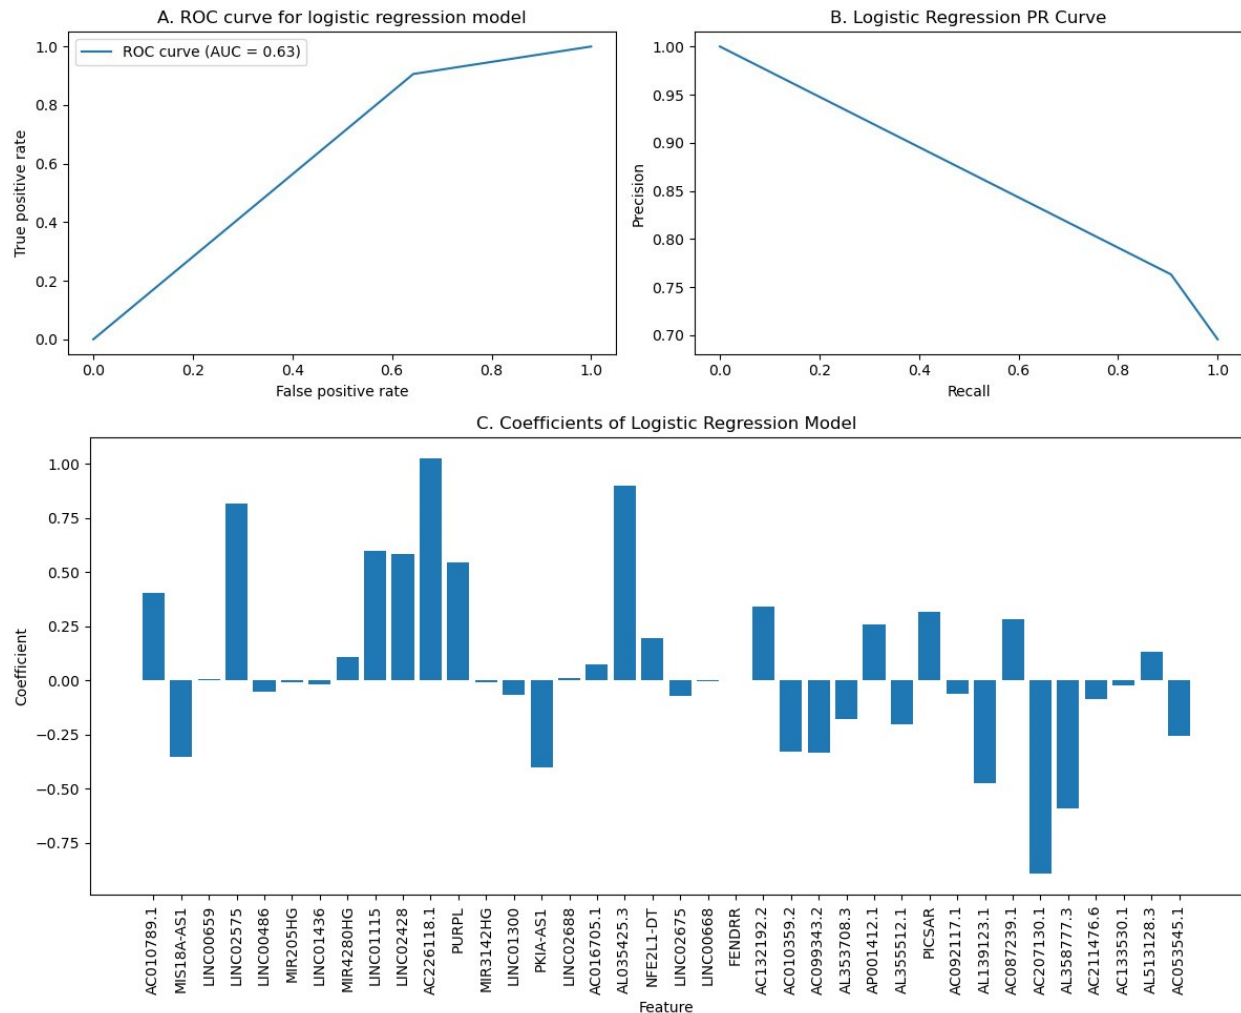 A. ROC curve for logistic regression model
1.0
0.8
0.6
0.4
0.2
0.0
True positive rate
ROC curve (AUC = 0.63)
0.0 0.2 0.4 0.6 0.8 1.0
False positive rate
B. Logistic Regression PR Curve
1.00
0.95
0.90
0.85
0.80
0.75
0.70
Precision
0.0 0.2 0.4 0.6 0.8 1.0
Recall
C. Coefficients of Logistic Regression Model
1.00
0.75
0.50
0.25
0.00
−0.25
−0.50
−0.75
Coefficient
AC010789.1
MIS18A-AS1
LINC00659
LINC02575
LINC00486
MIR205HG
LINC01436
MIR4280HG
LINC01115
LINC02428
AC226118.1
PURPL
MIR3142HG
LINC01300
PKIA-AS1
LINC02688
AC016705.1
AL035425.3
NFE2L1-DT
LINC02675
LINC00668
FENDRR
AC132192.2
AC010359.2
AC099343.2
AL353708.3
AP001412.1
AL355512.1
PICSAR
AC092117.1
AL139123.1
AC087239.1
AC207130.1
AL358777.3
AC211476.6
AC133530.1
AL513128.3
AC053545.1
Feature